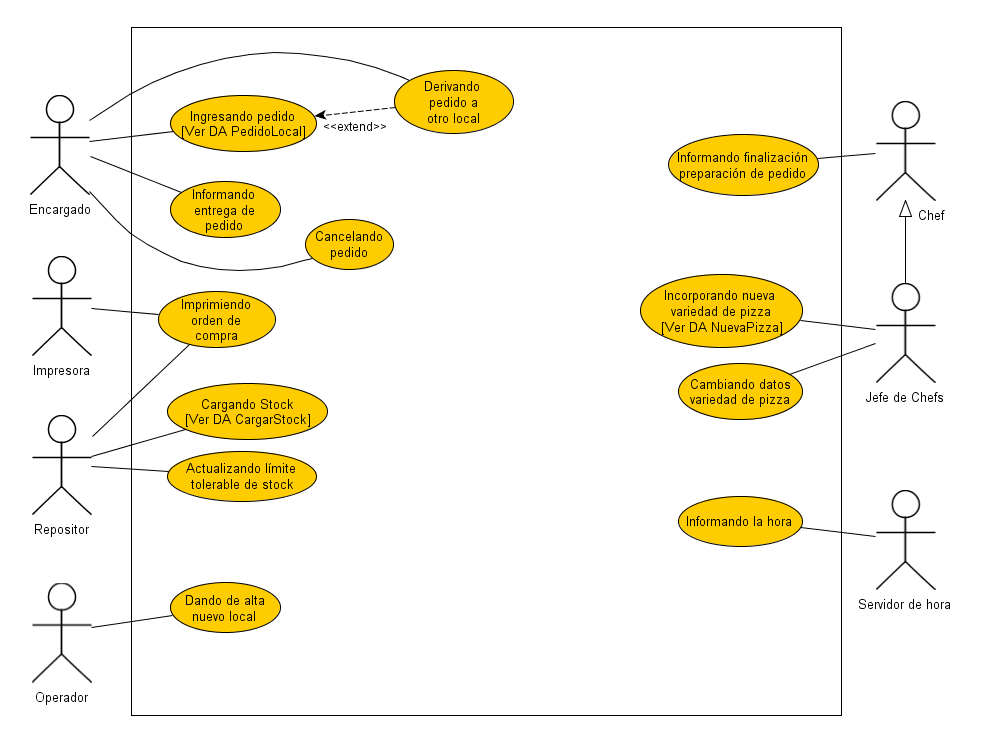 Derivando
pedido a
otro local
Ingresando pedido
[Ver DA PedidoLocal]
<<extend>>
Informando finalización
preparación de pedido
Encargado
Informando
entrega de
pedido
Chef
Cancelando
pedido
Imprimiendo
orden de
compra
Impresora
Incorporando nueva
variedad de pizza
[Ver DA NuevaPizza]
Cambiando datos
variedad de pizza
Jefe de Chefs
Cargando Stock
[Ver DA CargarStock]
Actualizando límite
tolerable de stock
Repositor
Informando la hora
Servidor de hora
Dando de alta
nuevo local
Operador